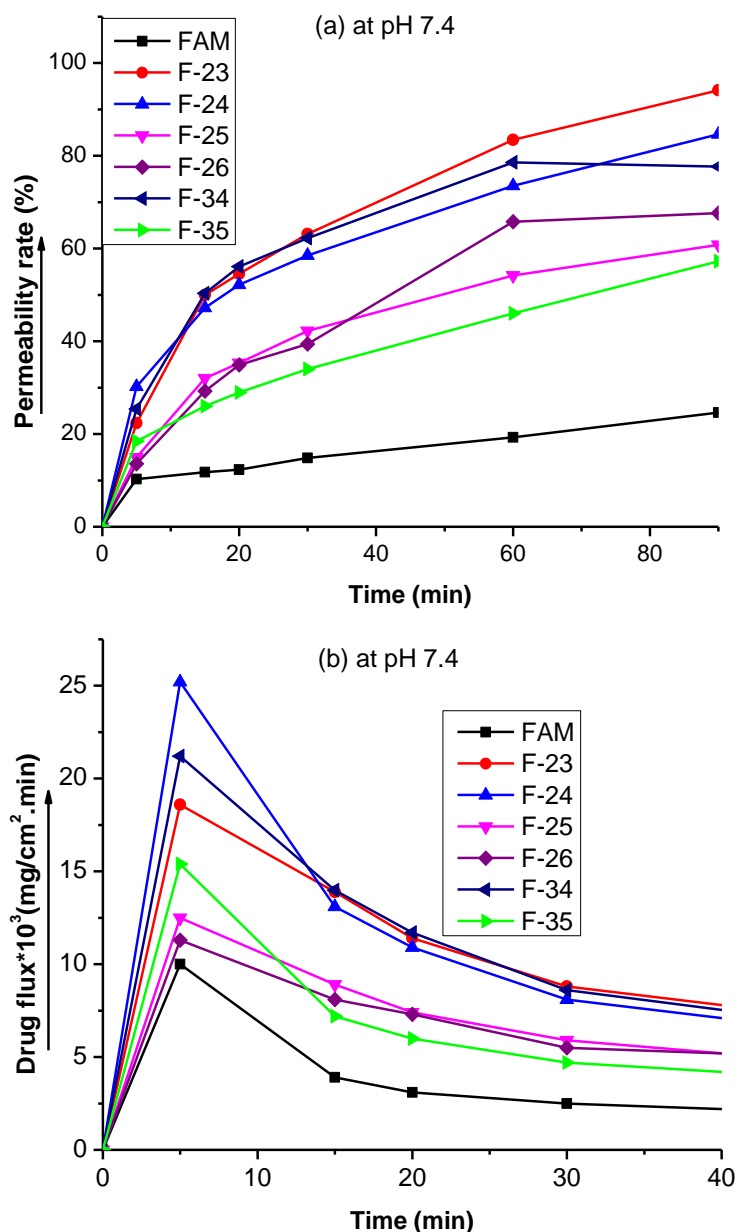 (a) at pH 7.4
FAM
F-23
F-24
F-25
F-26
F-34
F-35
Permeability rate (%)
100
80
60
40
20
0
0 20 40 60 80
Time (min)
(b) at pH 7.4
FAM
F-23
F-24
F-25
F-26
F-34
F-35
Drug flux*10³(mg/cm².min)
25
20
15
10
5
0
0 10 20 30 40
Time (min)